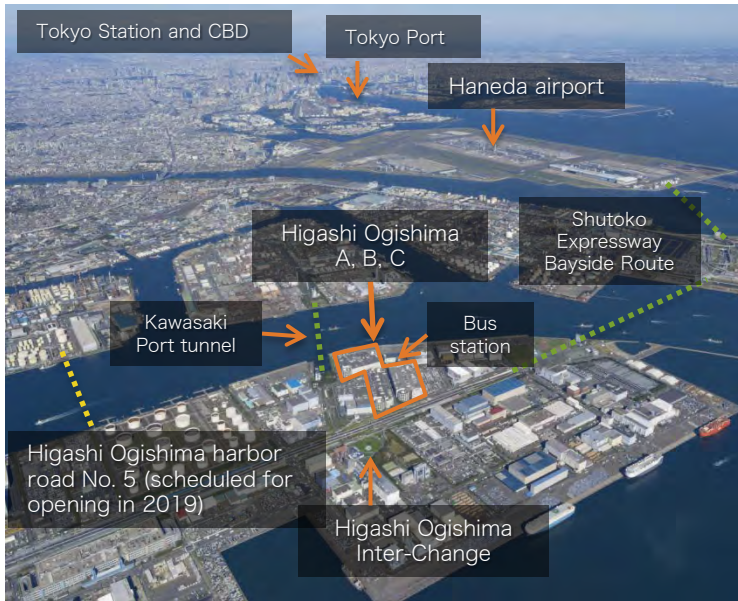 Tokyo Station and CBD
Tokyo Port
Haneda airport
Higashi Ogishima
A, B, C
Shutoko
Expressway
Bayside Route
Kawasaki
Port tunnel
Bus
station
Higashi Ogishima harbor
road No. 5 (scheduled for
opening in 2019)
Higashi Ogishima
Inter-Change